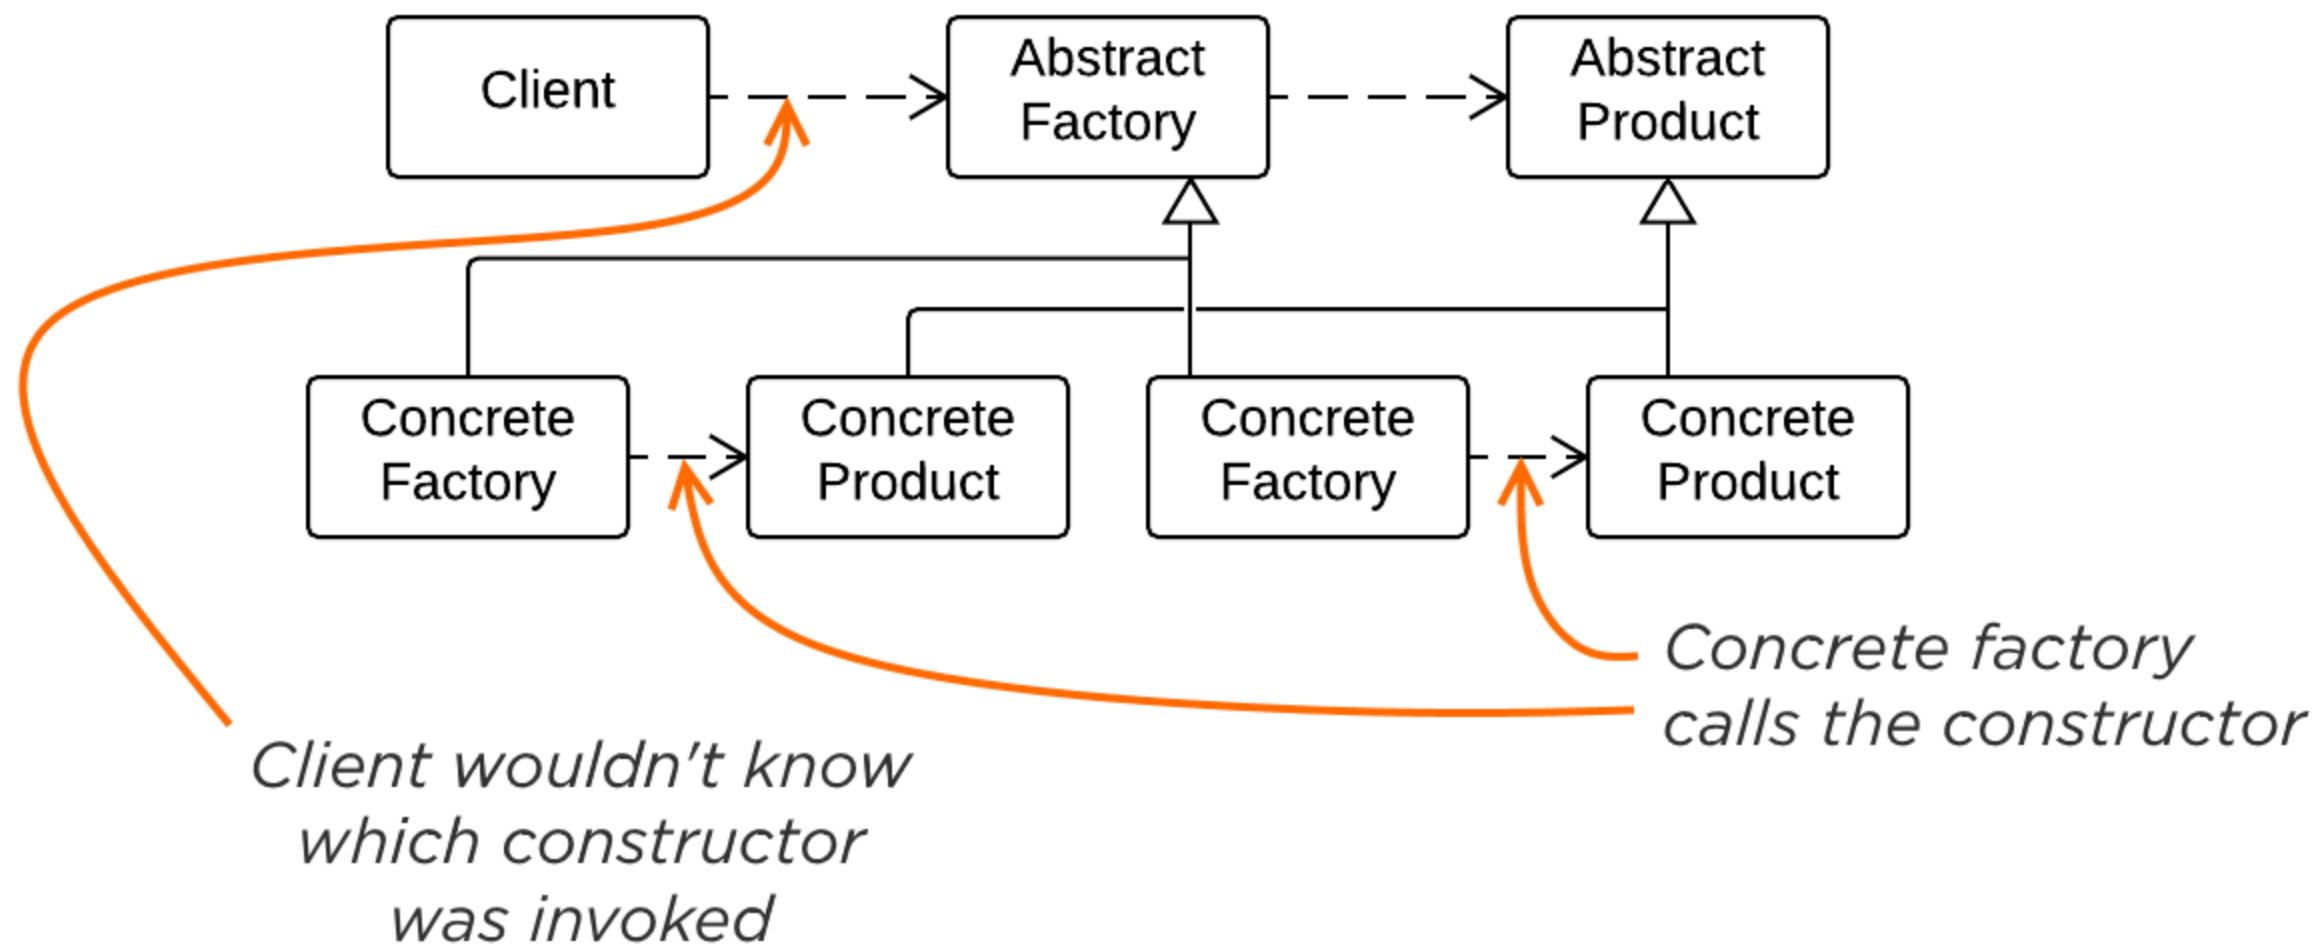 Client
Abstract
Factory
Abstract
Product
Concrete
Factory
Concrete
Product
Concrete
Factory
Concrete
Product
Concrete factory
calls the constructor
Client wouldn't know
which constructor
was invoked